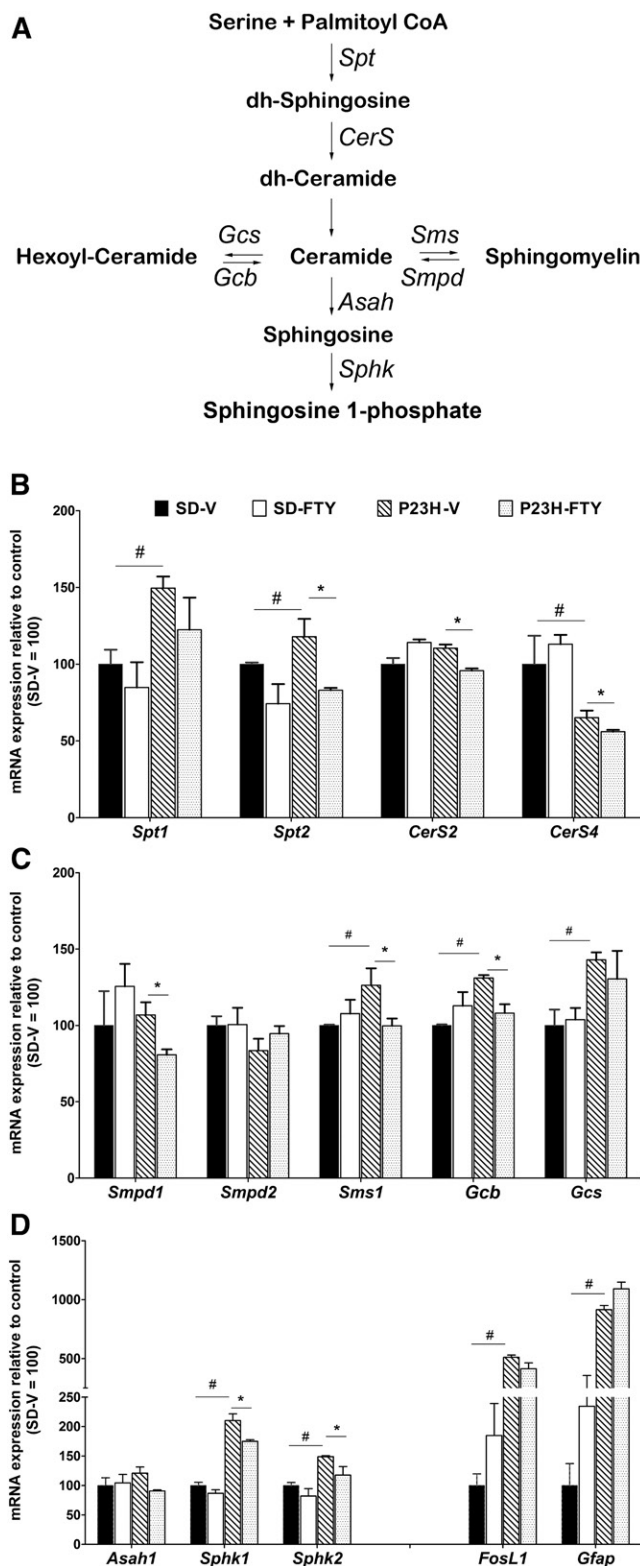 A
Serine + Palmitoyl CoA
Spt
dh-Sphingosine
CerS
dh-Ceramide
Gcs Sms
Hexoyl-Ceramide Ceramide Sphingomyelin
Gcb Smpd
Asah
Sphingosine
Sphk
Sphingosine 1-phosphate
B
SD-V SD-FTY P23H-V P23H-FTY
mRNA expression relative to control
(SD-V = 100)
200
150
100
50
0
# # * * # *
Spt1 Spt2 CerS2 CerS4
C
mRNA expression relative to control
(SD-V = 100)
200
150
100
50
0
* # * # * #
Smpd1 Smpd2 Sms1 Gcb Gcs
D
mRNA expression relative to control
(SD-V = 100)
1500
1000
500
250
200
150
100
50
0
# * # * # #
Asah1 Sphk1 Sphk2 FosL1 Gfap